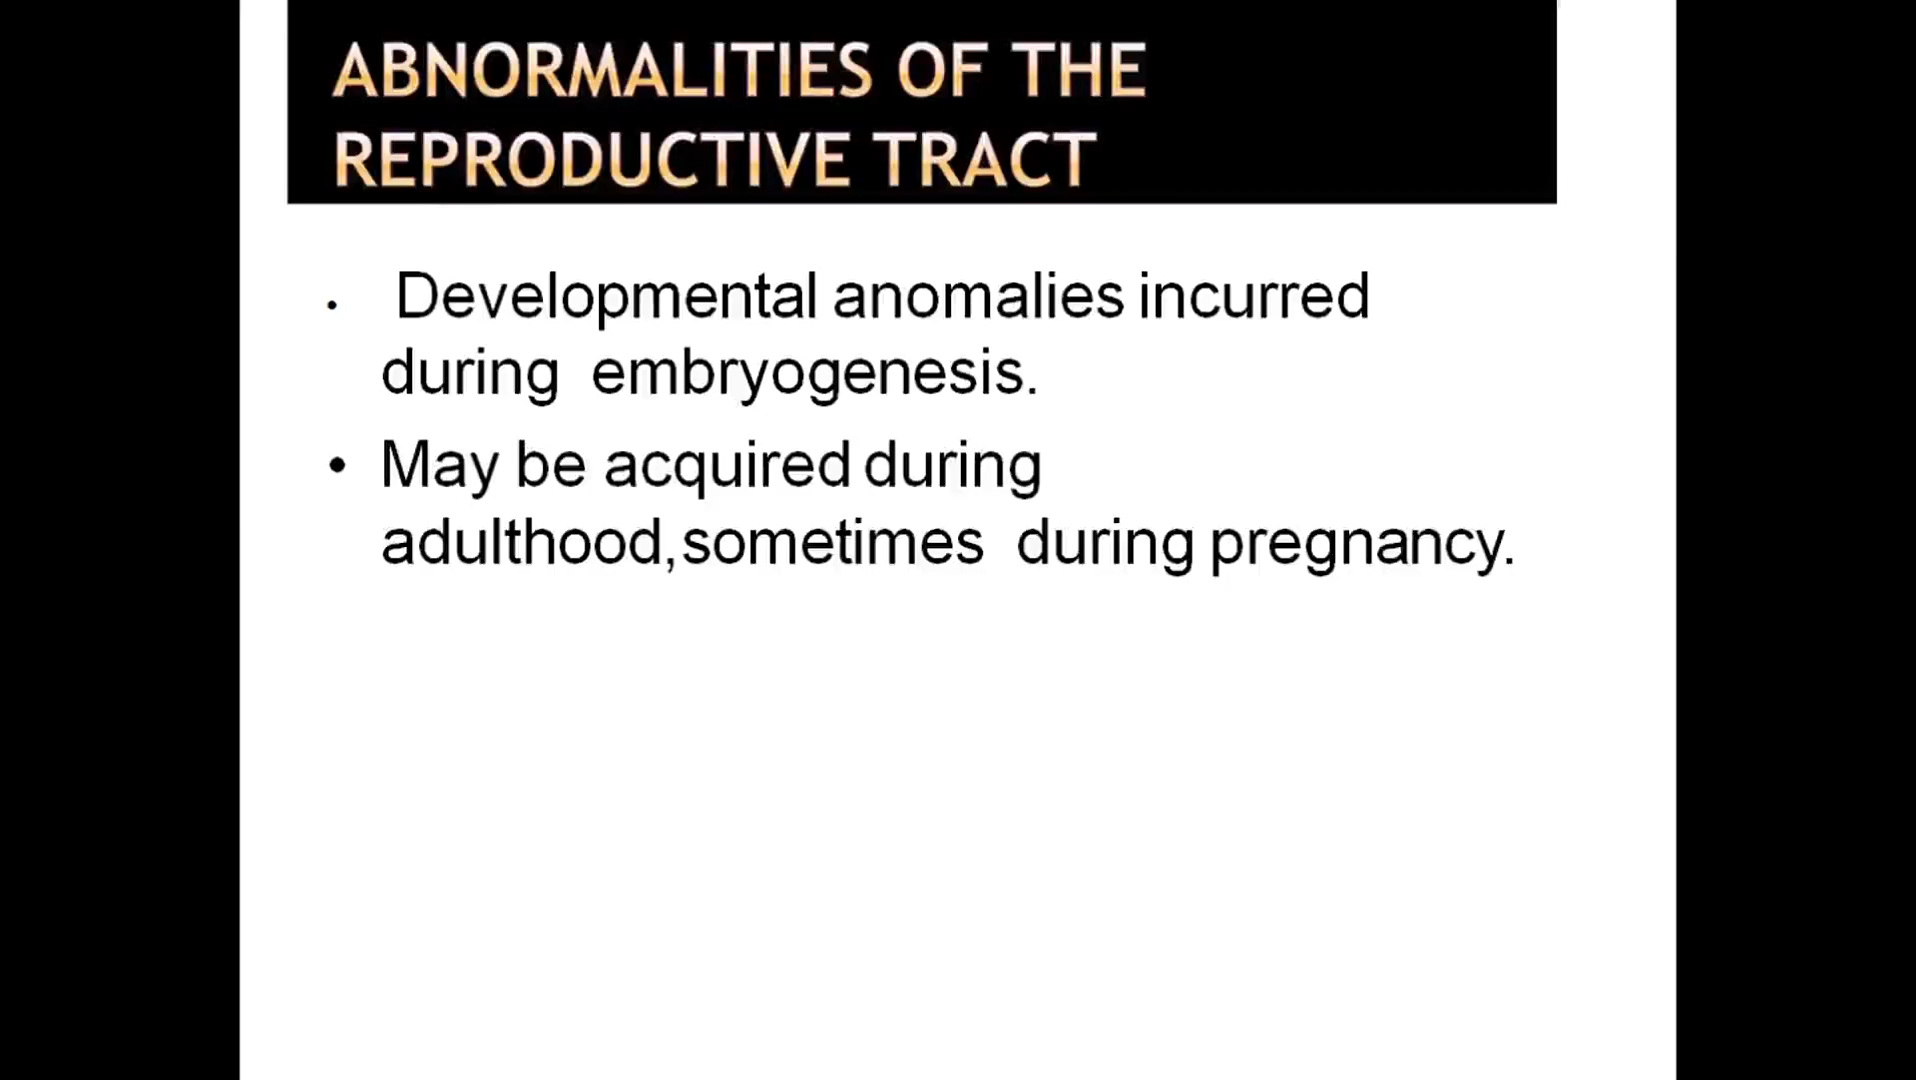 ABNORMALITIES OF THE
REPRODUCTIVE TRACT
• Developmental anomalies incurred
during embryogenesis.
• May be acquired during
adulthood,sometimes during pregnancy.